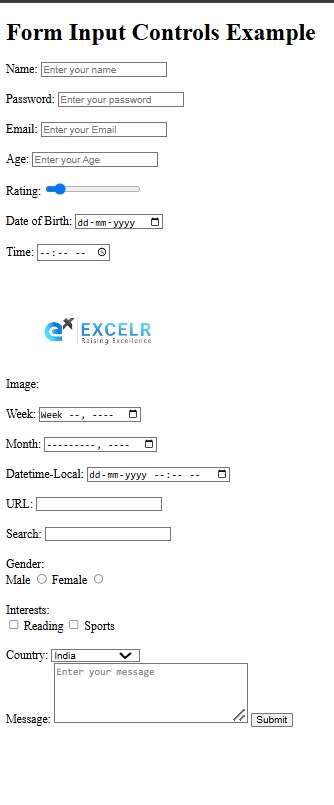 Form Input Controls Example
Name: Enter your name
Password: Enter your password
Email: Enter your Email
Age: Enter your Age
Rating:
Date of Birth: dd-mm-yyyy
Time: --:-- --
ex EXCELR
Raising Excellence
Image:
Week: Week --, ----
Month: ---------, ----
Datetime-Local: dd-mm-yyyy --:-- --
URL:
Search:
Gender:
Male Female
Interests:
Reading Sports
Country: India
Enter your message
Message: Submit